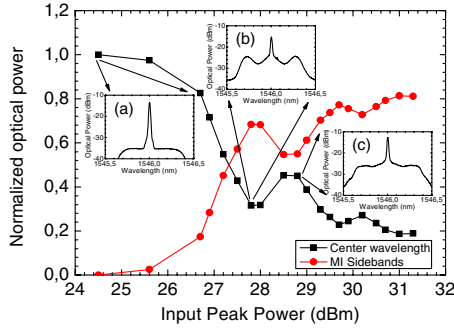 1,0
0,8
0,6
0,4
0,2
0,0
Normalized optical power
24 25 26 27 28 29 30 31 32
Input Peak Power (dBm)
(a)
Optical Power (dBm)
-10
-20
-30
-40
1545,5 1546,0 1546,5
Wavelength (nm)
(b)
Optical Power (dBm)
-10
-20
-30
-40
1545,5 1546,0 1546,5
Wavelength (nm)
(c)
Optical Power (dBm)
-10
-20
-30
-40
1545,5 1546,0 1546,5
Wavelength (nm)
Center wavelength
MI Sidebands